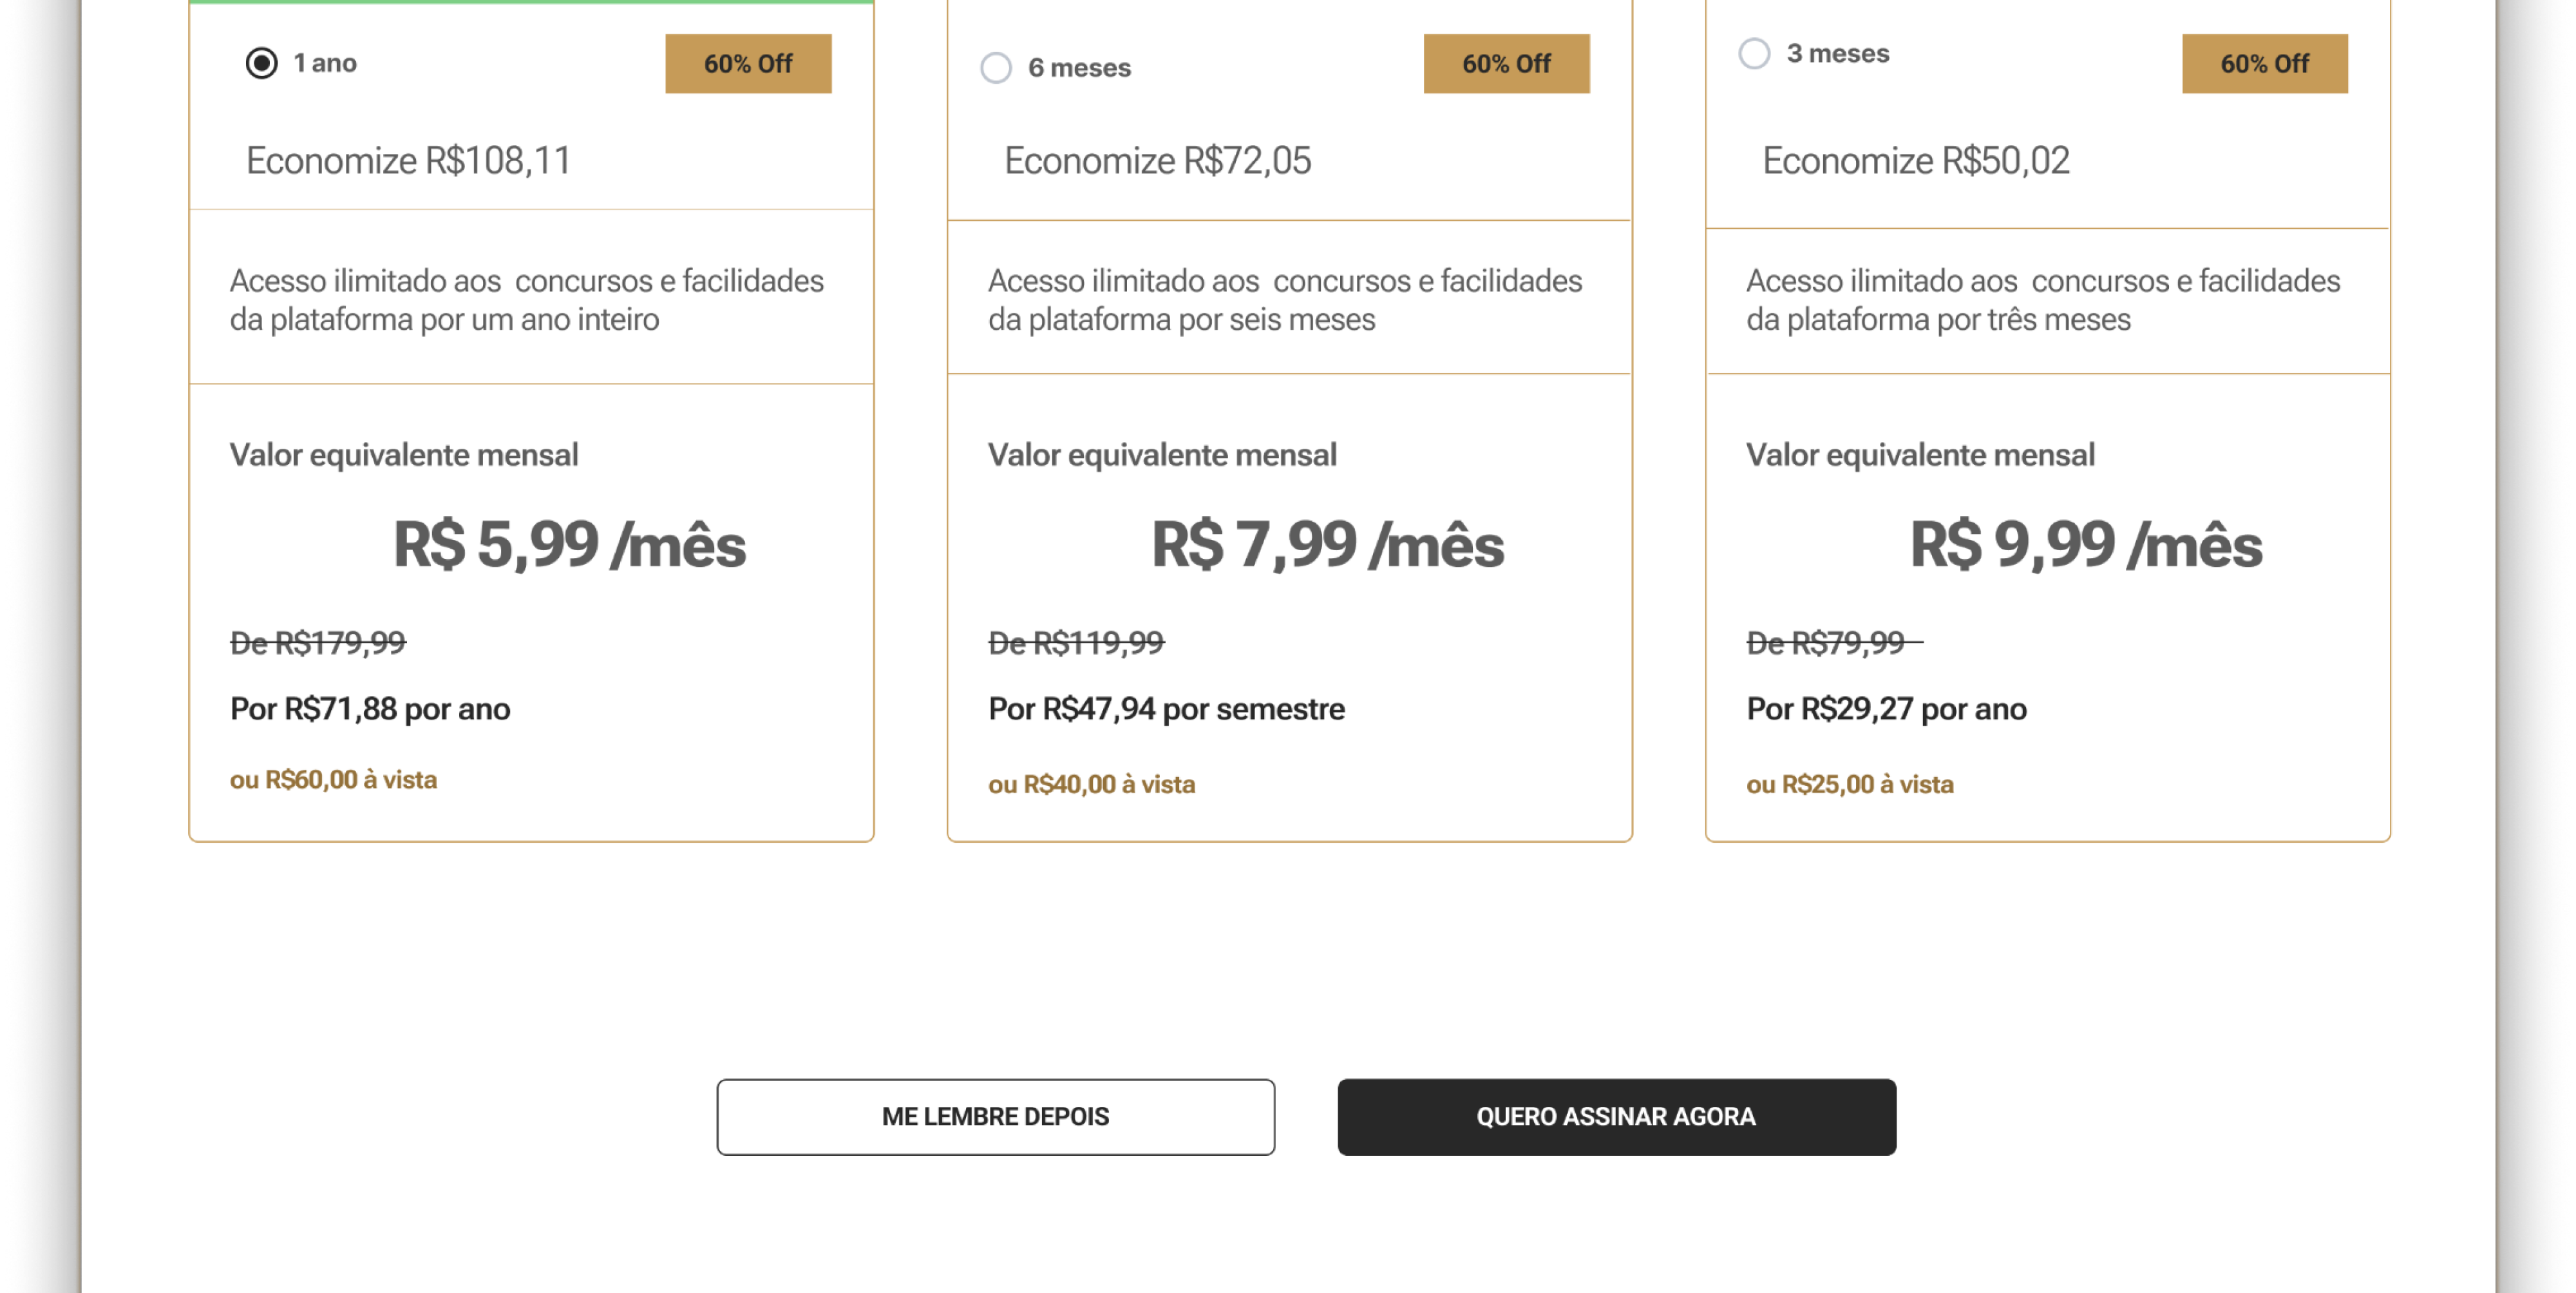 1 ano
60% Off
Economize R$108,11
Acesso ilimitado aos  concursos e facilidades
da plataforma por um ano inteiro
Valor equivalente mensal
R$ 5,99 /mês
De R$179,99
Por R$71,88 por ano
ou R$60,00 à vista
6 meses
60% Off
Economize R$72,05
Acesso ilimitado aos  concursos e facilidades
da plataforma por seis meses
Valor equivalente mensal
R$ 7,99 /mês
De R$119,99
Por R$47,94 por semestre
ou R$40,00 à vista
3 meses
60% Off
Economize R$50,02
Acesso ilimitado aos  concursos e facilidades
da plataforma por três meses
Valor equivalente mensal
R$ 9,99 /mês
De R$79,99
Por R$29,27 por ano
ou R$25,00 à vista
ME LEMBRE DEPOIS
QUERO ASSINAR AGORA